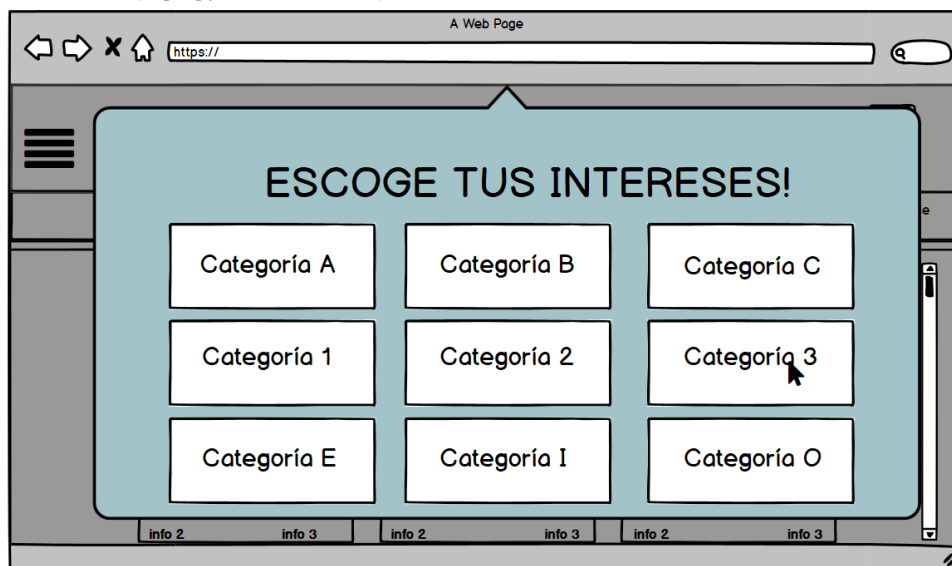 A Web Page
https://
ESCOGE TUS INTERESES!
Categoría A
Categoría B
Categoría C
Categoría 1
Categoría 2
Categoría 3
Categoría E
Categoría I
Categoría O
info 2 info 3 info 2 info 3 info 2 info 3